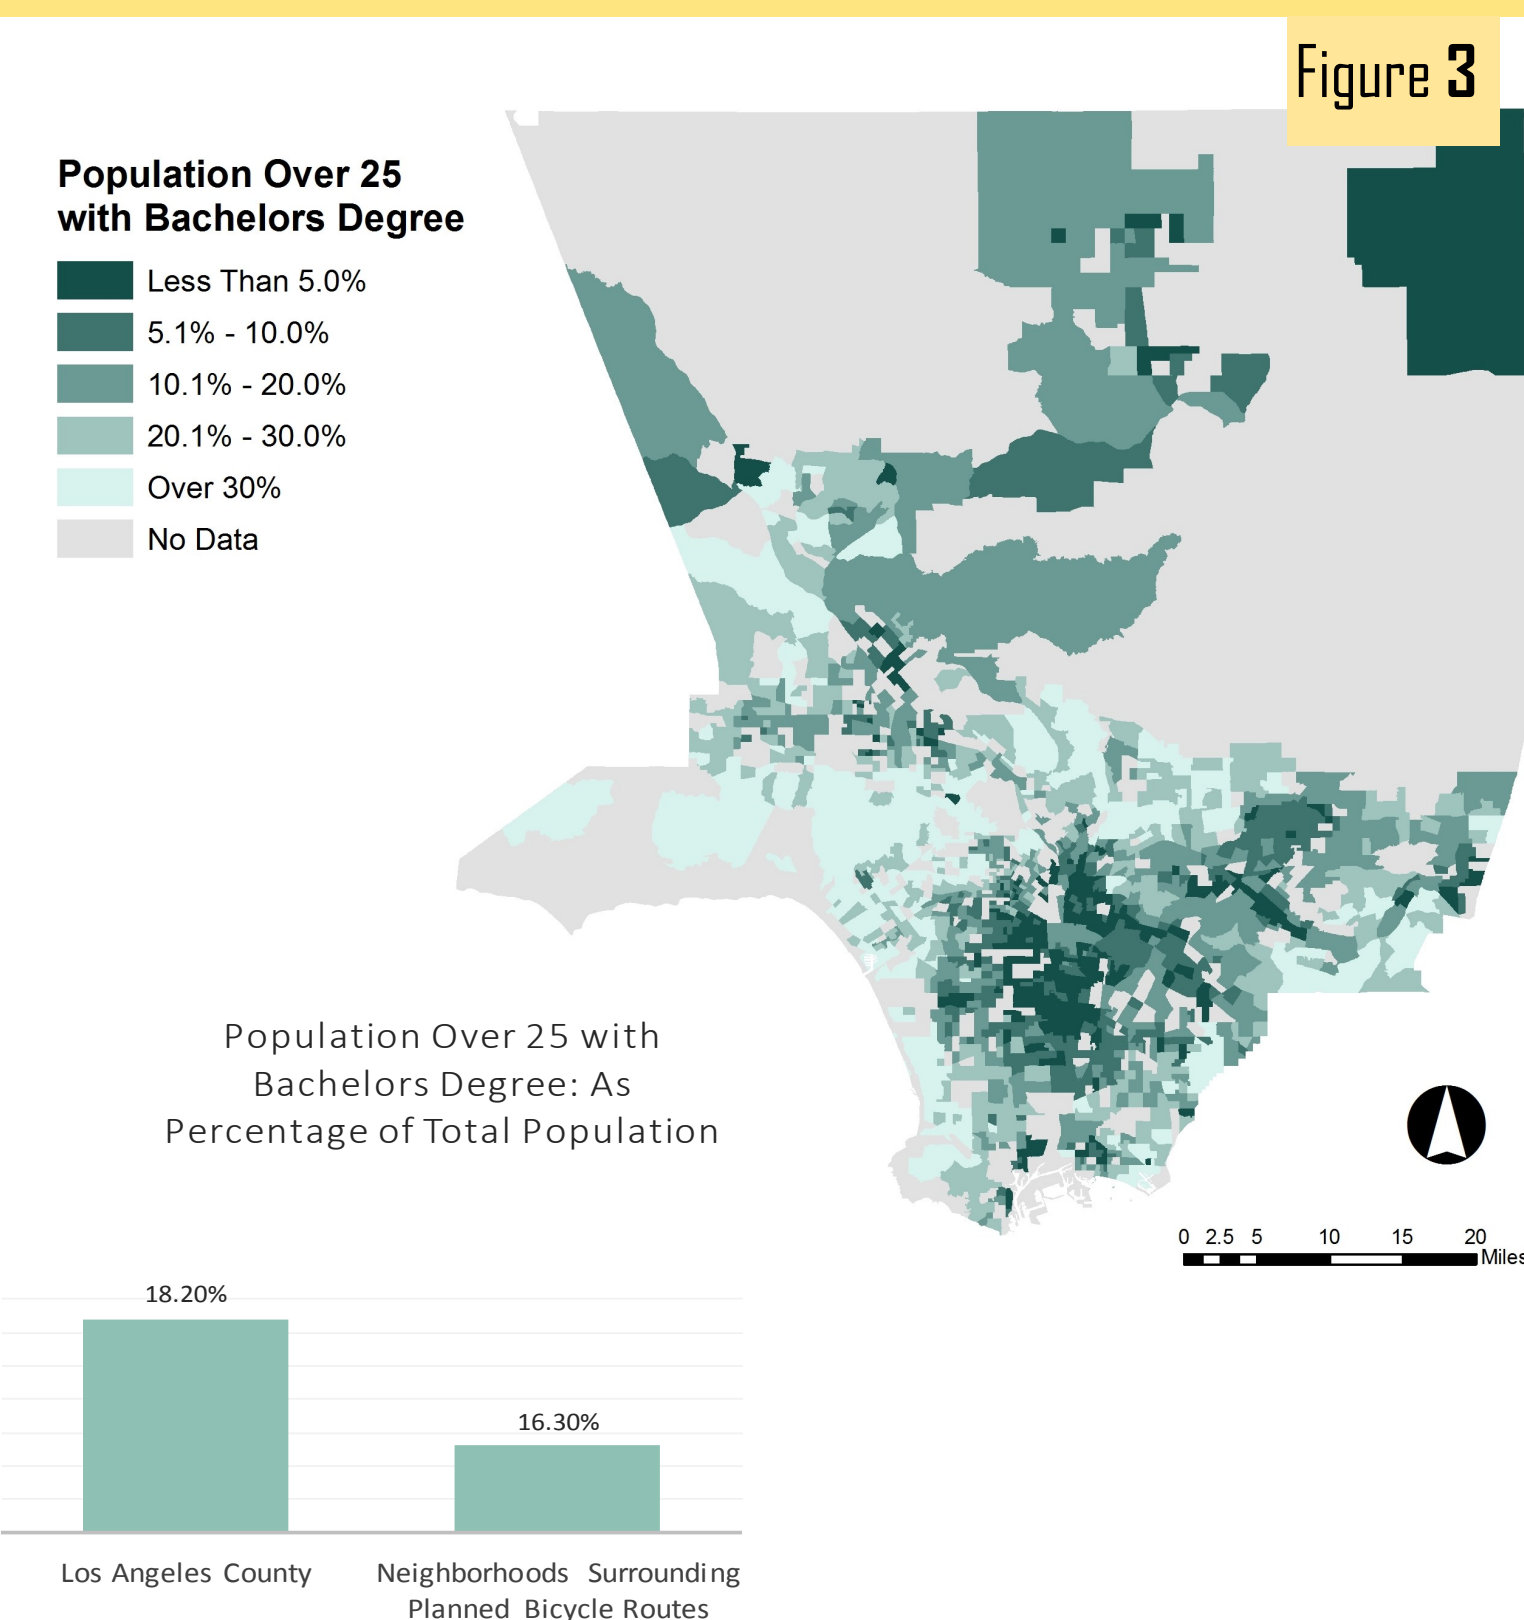 Figure 3
Population Over 25
with Bachelors Degree
Less Than 5.0%
5.1% - 10.0%
10.1% - 20.0%
20.1% - 30.0%
Over 30%
No Data
Population Over 25 with
Bachelors Degree: As
Percentage of Total Population
0 2.5 5 10 15 20
Miles
18.20%
16.30%
Los Angeles County
Neighborhoods Surrounding
Planned Bicycle Routes